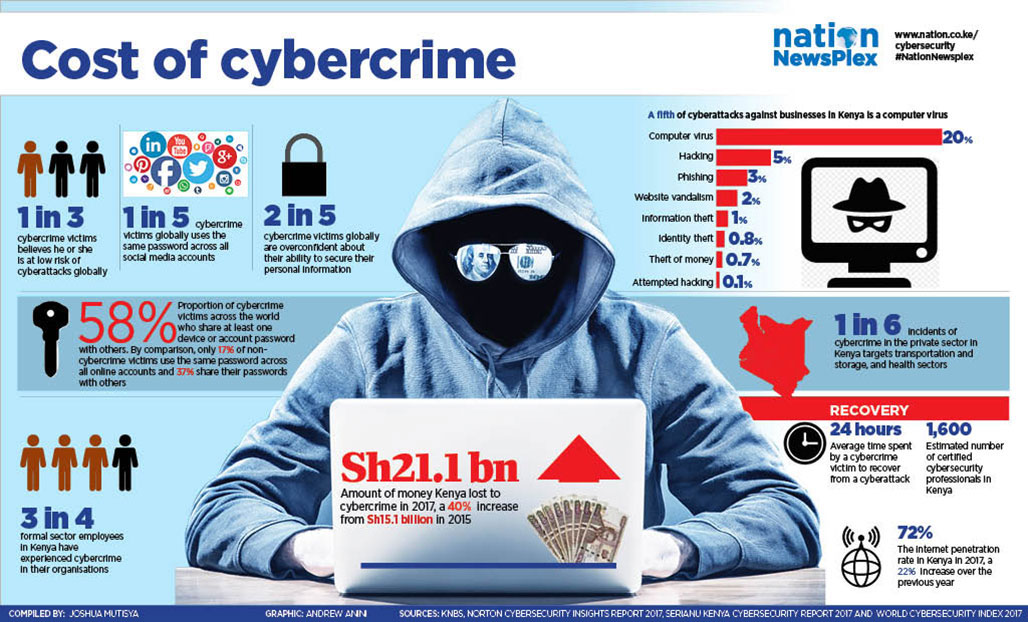 Cost of cybercrime
nation
NewsPlex
www.nation.co.ke/
cybersecurity
#NationNewsplex
1 in 3
cybercrime victims
believes he or she
is at low risk of
cyberattacks globally
in
You
Tube
g+
1 in 5 cybercrime
victims globally uses the
same password across all
social media accounts
2 in 5
cybercrime victims globally
are overconfident about
their ability to secure their
personal information
A fifth of cyberattacks against businesses in Kenya is a computer virus
Computer virus 20%
Hacking 5%
Phishing 3%
Website vandalism 2%
Information theft 1%
Identity theft 0.8%
Theft of money 0.7%
Attempted hacking 0.1%
58% Proportion of cybercrime
victims across the world
who share at least one
device or account password
with others. By comparison, only 17% of non-
cybercrime victims use the same password across
all online accounts and 37% share their passwords
with others
1 in 6 incidents of
cybercrime in the private sector in
Kenya targets transportation and
storage, and health sectors
RECOVERY
24 hours
Average time spent
by a cybercrime
victim to recover
from a cyberattack
1,600
Estimated number
of certified
cybersecurity
professionals in
Kenya
Sh21.1 bn
Amount of money Kenya lost to
cybercrime in 2017, a 40% increase
from Sh15.1 billion in 2015
3 in 4
formal sector employees
in Kenya have
experienced cybercrime
in their organisations
72%
The internet penetration
rate in Kenya in 2017, a
22% increase over the
previous year
COMPILED BY: JOSHUA MUTISYA
GRAPHIC: ANDREW ANINI
SOURCES: KNBS, NORTON CYBERSECURITY INSIGHTS REPORT 2017, SERIANU KENYA CYBERSECURITY REPORT 2017 AND WORLD CYBERSECURITY INDEX 2017